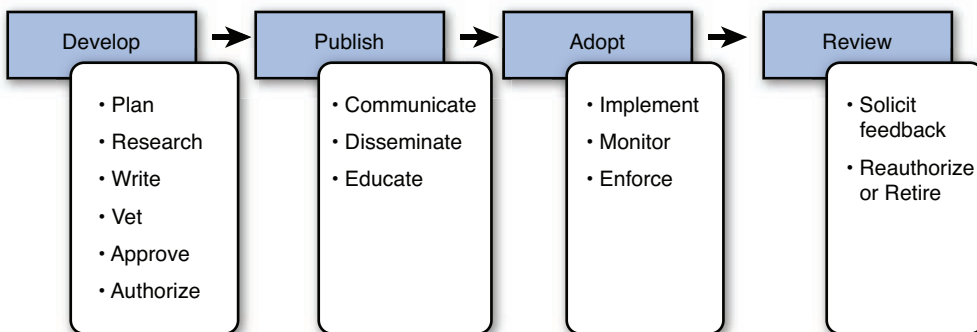 Develop
• Plan
• Research
• Write
• Vet
• Approve
• Authorize
Publish
• Communicate
• Disseminate
• Educate
Adopt
• Implement
• Monitor
• Enforce
Review
• Solicit
feedback
• Reauthorize
or Retire